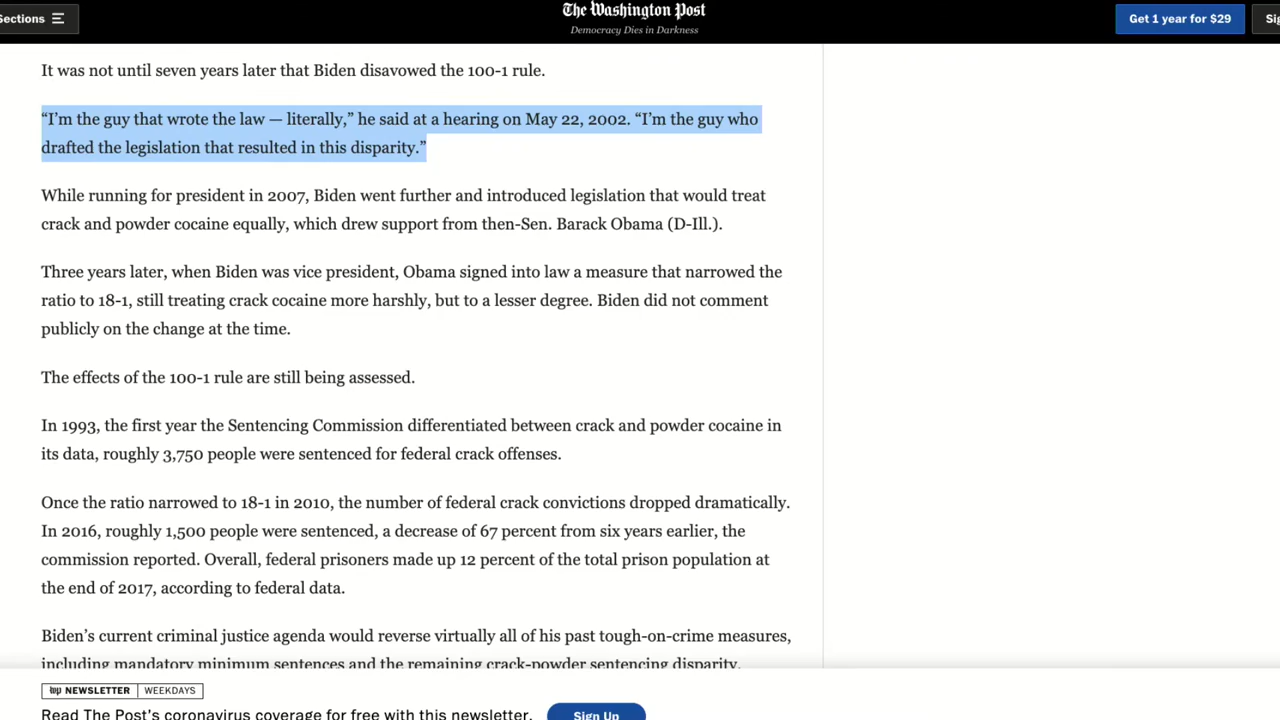 Sections
The Washington Post
Democracy Dies in Darkness
Get 1 year for $29
It was not until seven years later that Biden disavowed the 100-1 rule.
“I’m the guy that wrote the law — literally,” he said at a hearing on May 22, 2002. “I’m the guy who
drafted the legislation that resulted in this disparity.”
While running for president in 2007, Biden went further and introduced legislation that would treat
crack and powder cocaine equally, which drew support from then-Sen. Barack Obama (D-Ill.).
Three years later, when Biden was vice president, Obama signed into law a measure that narrowed the
ratio to 18-1, still treating crack cocaine more harshly, but to a lesser degree. Biden did not comment
publicly on the change at the time.
The effects of the 100-1 rule are still being assessed.
In 1993, the first year the Sentencing Commission differentiated between crack and powder cocaine in
its data, roughly 3,750 people were sentenced for federal crack offenses.
Once the ratio narrowed to 18-1 in 2010, the number of federal crack convictions dropped dramatically.
In 2016, roughly 1,500 people were sentenced, a decrease of 67 percent from six years earlier, the
commission reported. Overall, federal prisoners made up 12 percent of the total prison population at
the end of 2017, according to federal data.
Biden’s current criminal justice agenda would reverse virtually all of his past tough-on-crime measures,
including mandatory minimum sentences and the remaining crack-powder sentencing disparity.
wp NEWSLETTER WEEKDAYS
Read The Post’s coronavirus coverage for free with this newsletter.
Sign Up